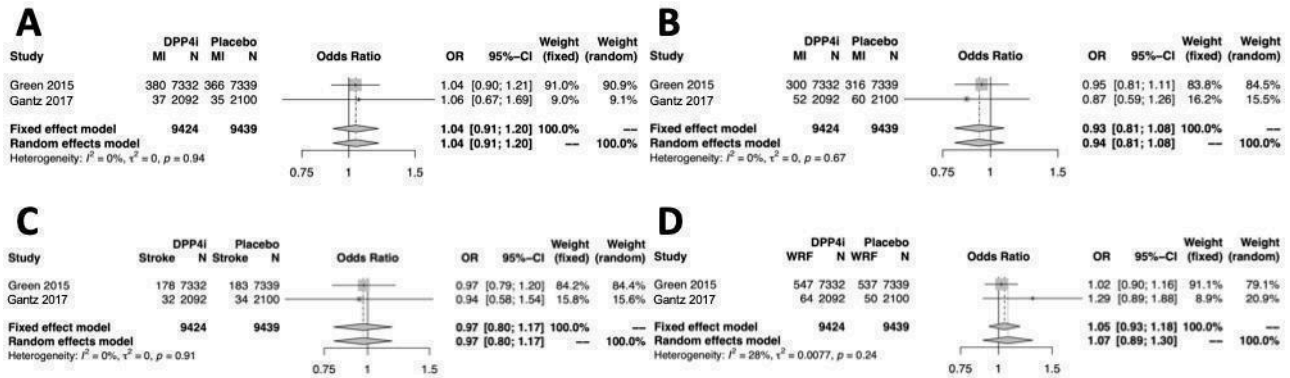 A
DPP4i Placebo Weight Weight
Study MI N MI N Odds Ratio OR 95%−CI (fixed) (random)
Green 2015 380 7332 366 7339 1.04 [0.90; 1.21] 91.0% 90.9%
Gantz 2017 37 2092 35 2100 1.06 [0.67; 1.69] 9.0% 9.1%
Fixed effect model 9424 9439 1.04 [0.91; 1.20] 100.0% −−
Random effects model 1.04 [0.91; 1.20] −− 100.0%
Heterogeneity: I² = 0%, τ² = 0, p = 0.94
0.75 1 1.5
B
DPP4i Placebo Weight Weight
Study MI N MI N Odds Ratio OR 95%−CI (fixed) (random)
Green 2015 300 7332 316 7339 0.95 [0.81; 1.11] 83.8% 84.5%
Gantz 2017 52 2092 60 2100 0.87 [0.59; 1.26] 16.2% 15.5%
Fixed effect model 9424 9439 0.93 [0.81; 1.08] 100.0% −−
Random effects model 0.94 [0.81; 1.08] −− 100.0%
Heterogeneity: I² = 0%, τ² = 0, p = 0.67
0.75 1 1.5
C
DPP4i Placebo Weight Weight
Study Stroke N Stroke N Odds Ratio OR 95%−CI (fixed) (random)
Green 2015 178 7332 183 7339 0.97 [0.79; 1.20] 84.2% 84.4%
Gantz 2017 32 2092 34 2100 0.94 [0.58; 1.54] 15.8% 15.6%
Fixed effect model 9424 9439 0.97 [0.80; 1.17] 100.0% −−
Random effects model 0.97 [0.80; 1.17] −− 100.0%
Heterogeneity: I² = 0%, τ² = 0, p = 0.91
0.75 1 1.5
D
DPP4i Placebo Weight Weight
Study WRF N WRF N Odds Ratio OR 95%−CI (fixed) (random)
Green 2015 547 7332 537 7339 1.02 [0.90; 1.16] 91.1% 79.1%
Gantz 2017 64 2092 50 2100 1.29 [0.89; 1.88] 8.9% 20.9%
Fixed effect model 9424 9439 1.05 [0.93; 1.18] 100.0% −−
Random effects model 1.07 [0.89; 1.30] −− 100.0%
Heterogeneity: I² = 28%, τ² = 0.0077, p = 0.24
0.75 1 1.5